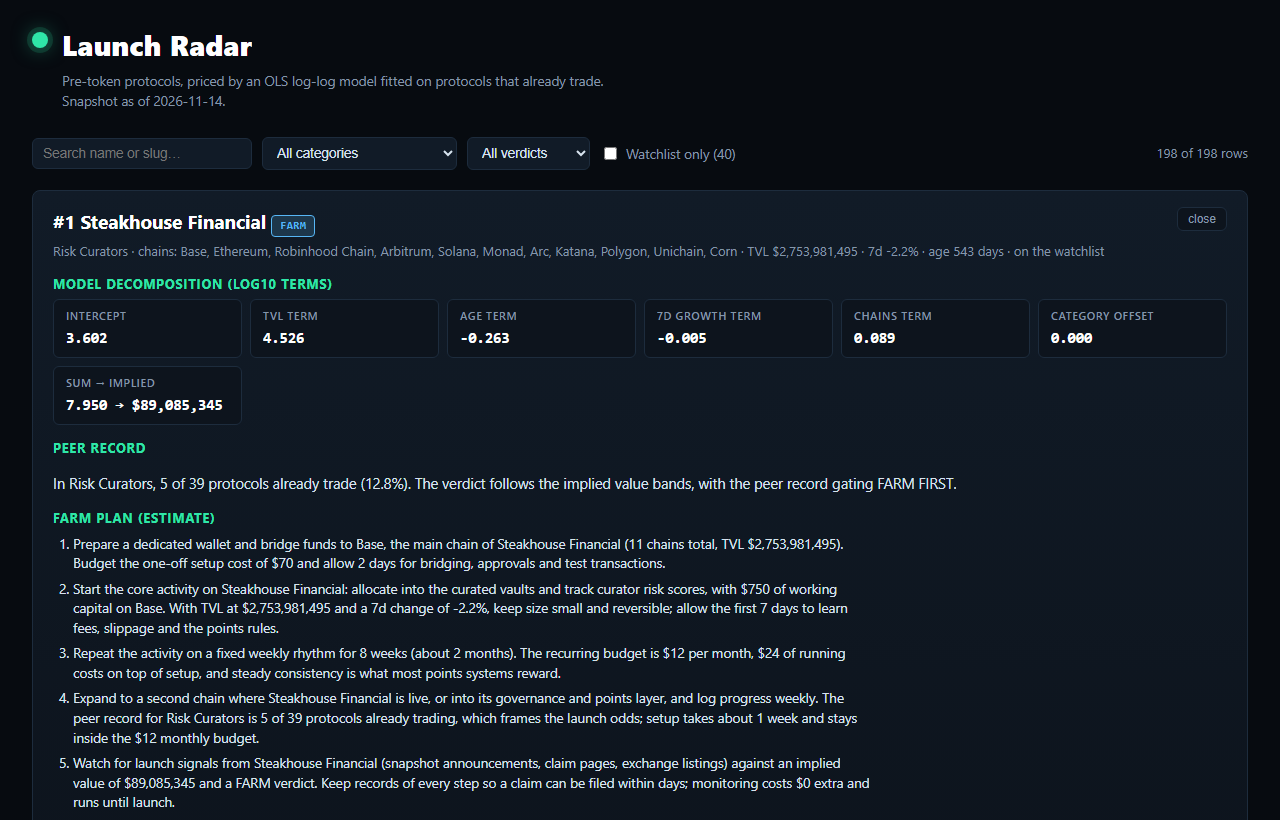 Launch Radar
Pre-token protocols, priced by an OLS log-log model fitted on protocols that already trade.
Snapshot as of 2026-11-14.
Search name or slug…
All categories
All verdicts
Watchlist only (40)
198 of 198 rows
#1 Steakhouse Financial FARM
close
Risk Curators · chains: Base, Ethereum, Robinhood Chain, Arbitrum, Solana, Monad, Arc, Katana, Polygon, Unichain, Corn · TVL $2,753,981,495 · 7d -2.2% · age 543 days · on the watchlist
MODEL DECOMPOSITION (LOG10 TERMS)
INTERCEPT
3.602
TVL TERM
4.526
AGE TERM
-0.263
7D GROWTH TERM
-0.005
CHAINS TERM
0.089
CATEGORY OFFSET
0.000
SUM → IMPLIED
7.950 → $89,085,345
PEER RECORD
In Risk Curators, 5 of 39 protocols already trade (12.8%). The verdict follows the implied value bands, with the peer record gating FARM FIRST.
FARM PLAN (ESTIMATE)
1. Prepare a dedicated wallet and bridge funds to Base, the main chain of Steakhouse Financial (11 chains total, TVL $2,753,981,495).
Budget the one-off setup cost of $70 and allow 2 days for bridging, approvals and test transactions.
2. Start the core activity on Steakhouse Financial: allocate into the curated vaults and track curator risk scores, with $750 of working
capital on Base. With TVL at $2,753,981,495 and a 7d change of -2.2%, keep size small and reversible; allow the first 7 days to learn
fees, slippage and the points rules.
3. Repeat the activity on a fixed weekly rhythm for 8 weeks (about 2 months). The recurring budget is $12 per month, $24 of running
costs on top of setup, and steady consistency is what most points systems reward.
4. Expand to a second chain where Steakhouse Financial is live, or into its governance and points layer, and log progress weekly. The
peer record for Risk Curators is 5 of 39 protocols already trading, which frames the launch odds; setup takes about 1 week and stays
inside the $12 monthly budget.
5. Watch for launch signals from Steakhouse Financial (snapshot announcements, claim pages, exchange listings) against an implied
value of $89,085,345 and a FARM verdict. Keep records of every step so a claim can be filed within days; monitoring costs $0 extra and
runs until launch.